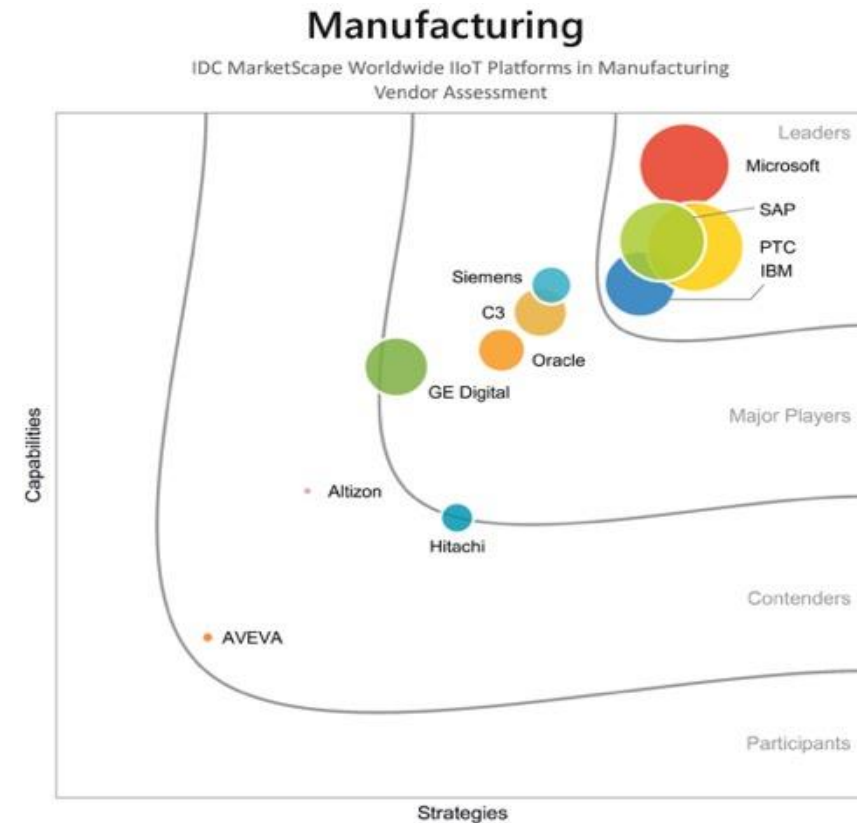 Manufacturing
IDC MarketScape Worldwide IIoT Platforms in Manufacturing
Vendor Assessment
Leaders
Microsoft
SAP
PTC
IBM
Siemens
C3
Oracle
GE Digital
Major Players
Capabilities
Altizon
Hitachi
Contenders
AVEVA
Participants
Strategies